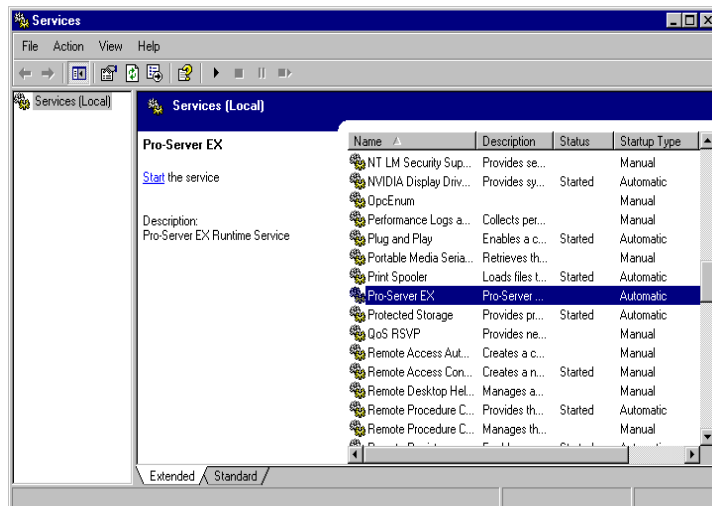 Services
File Action View Help
Services (Local)
Services (Local)
Pro-Server EX
Start the service
Description:
Pro-Server EX Runtime Service
Name Description Status Startup Type
NT LM Security Sup... Provides se... Manual
NVIDIA Display Driv... Provides sy... Started Automatic
OpcEnum Manual
Performance Logs a... Collects per... Manual
Plug and Play Enables a c... Started Automatic
Portable Media Seria... Retrieves th... Manual
Print Spooler Loads files t... Started Automatic
Pro-Server EX Pro-Server ... Automatic
Protected Storage Provides pr... Started Automatic
QoS RSVP Provides ne... Manual
Remote Access Aut... Creates a c... Manual
Remote Access Con... Creates a n... Started Manual
Remote Desktop Hel... Manages a... Manual
Remote Procedure C... Provides th... Started Automatic
Remote Procedure C... Manages th... Manual
Extended Standard